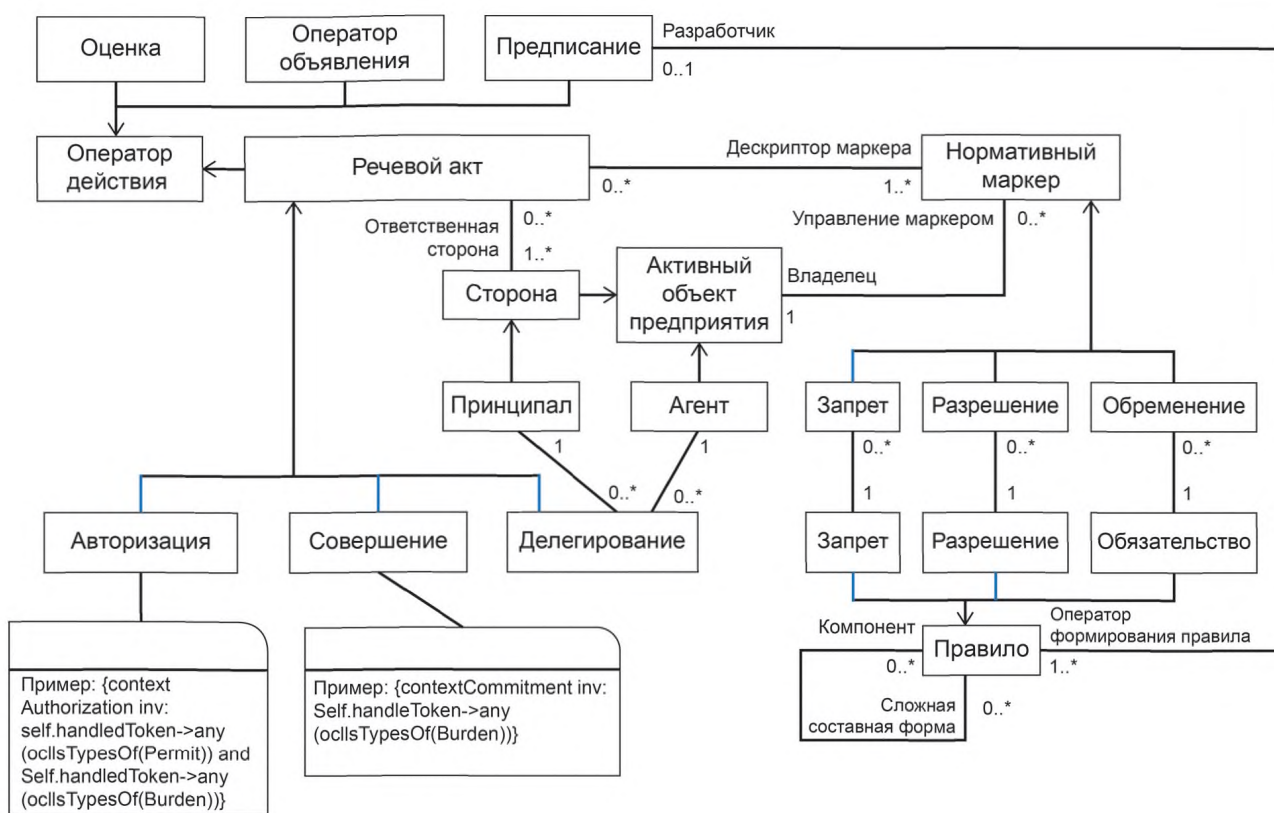 Оценка
Оператор
объявления
Предписание
Разработчик
0..1
Оператор
действия
Речевой акт
0..*
Дескриптор маркера
1..*
Нормативный
маркер
Ответственная
сторона
0..*
1..*
Управление маркером
0..*
Сторона
Активный
объект
предприятия
Владелец
1
Принципал
1
Агент
1
Запрет
0..*
Разрешение
0..*
Обременение
0..*
0..*
0..*
1
1
1
Авторизация
Совершение
Делегирование
Запрет
Разрешение
Обязательство
Компонент
0..*
Правило
Оператор
формирования правила
1..*
Сложная
составная форма
0..*
Пример: {context
Authorization inv:
self.handledToken->any
(ocllsTypesOf(Permit)) and
Self.handledToken->any
(ocllsTypesOf(Burden))}
Пример: {contextCommitment inv:
Self.handleToken->any
(ocllsTypesOf(Burden))}